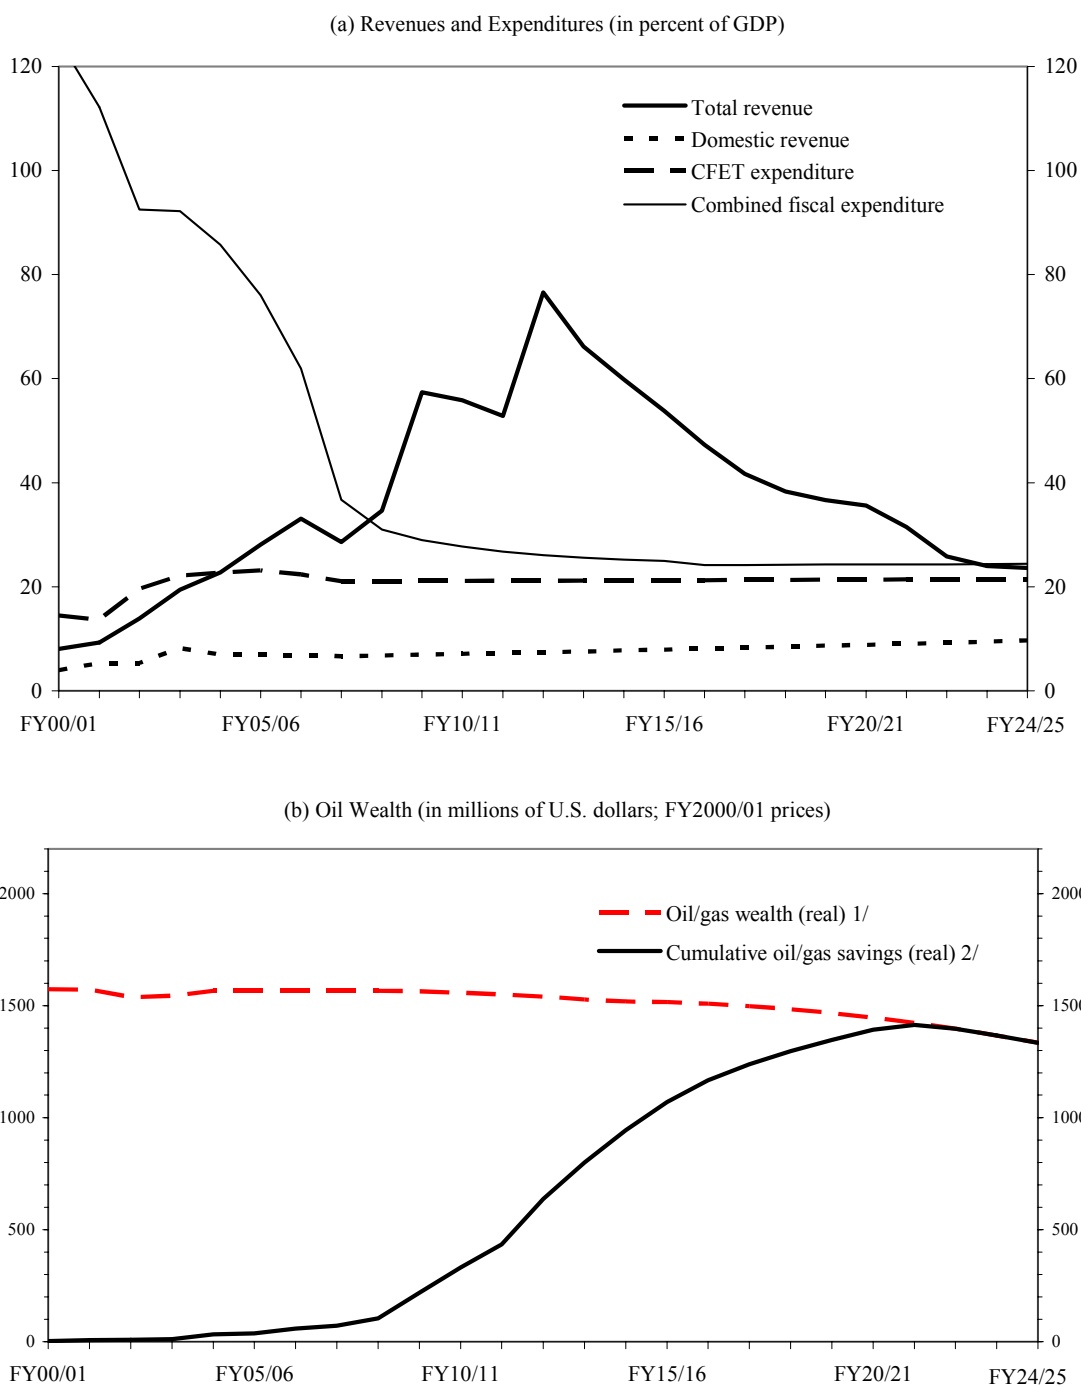 (a) Revenues and Expenditures (in percent of GDP)
120 120
Total revenue
Domestic revenue
100 CFET expenditure 100
Combined fiscal expenditure
80 80
60 60
40 40
20 20
0 0
FY00/01 FY05/06 FY10/11 FY15/16 FY20/21 FY24/25
(b) Oil Wealth (in millions of U.S. dollars; FY2000/01 prices)
2000 200
Oil/gas wealth (real) 1/
Cumulative oil/gas savings (real) 2/
1500 150
1000 100
500 500
0 0
FY00/01 FY05/06 FY10/11 FY15/16 FY20/21 FY24/25